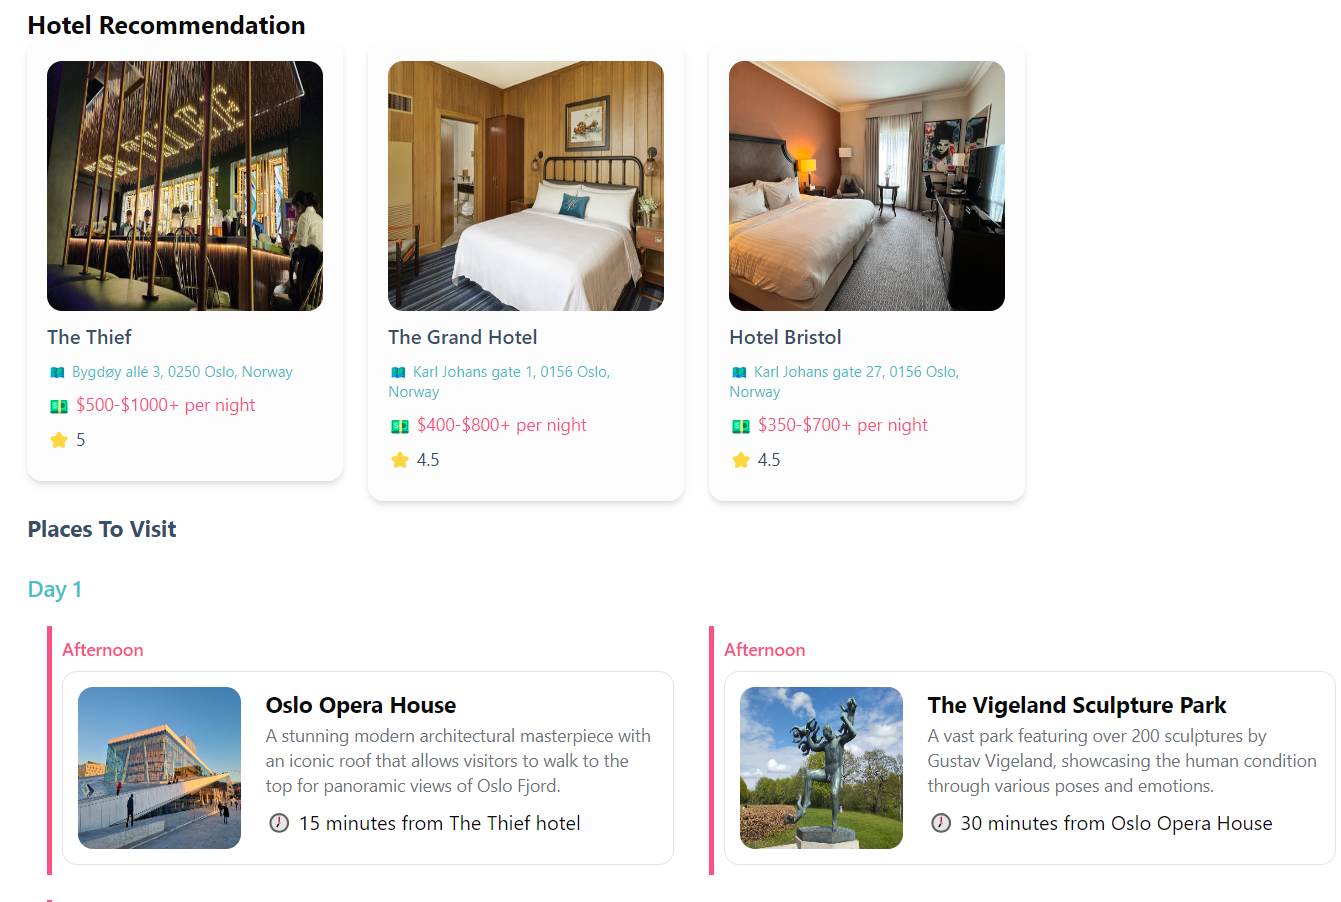 Hotel Recommendation
The Thief
Bygdøy allé 3, 0250 Oslo, Norway
$500-$1000+ per night
5
The Grand Hotel
Karl Johans gate 1, 0156 Oslo,
Norway
$400-$800+ per night
4.5
Hotel Bristol
Karl Johans gate 27, 0156 Oslo,
Norway
$350-$700+ per night
4.5
Places To Visit
Day 1
Afternoon
Oslo Opera House
A stunning modern architectural masterpiece with
an iconic roof that allows visitors to walk to the
top for panoramic views of Oslo Fjord.
15 minutes from The Thief hotel
Afternoon
The Vigeland Sculpture Park
A vast park featuring over 200 sculptures by
Gustav Vigeland, showcasing the human condition
through various poses and emotions.
30 minutes from Oslo Opera House